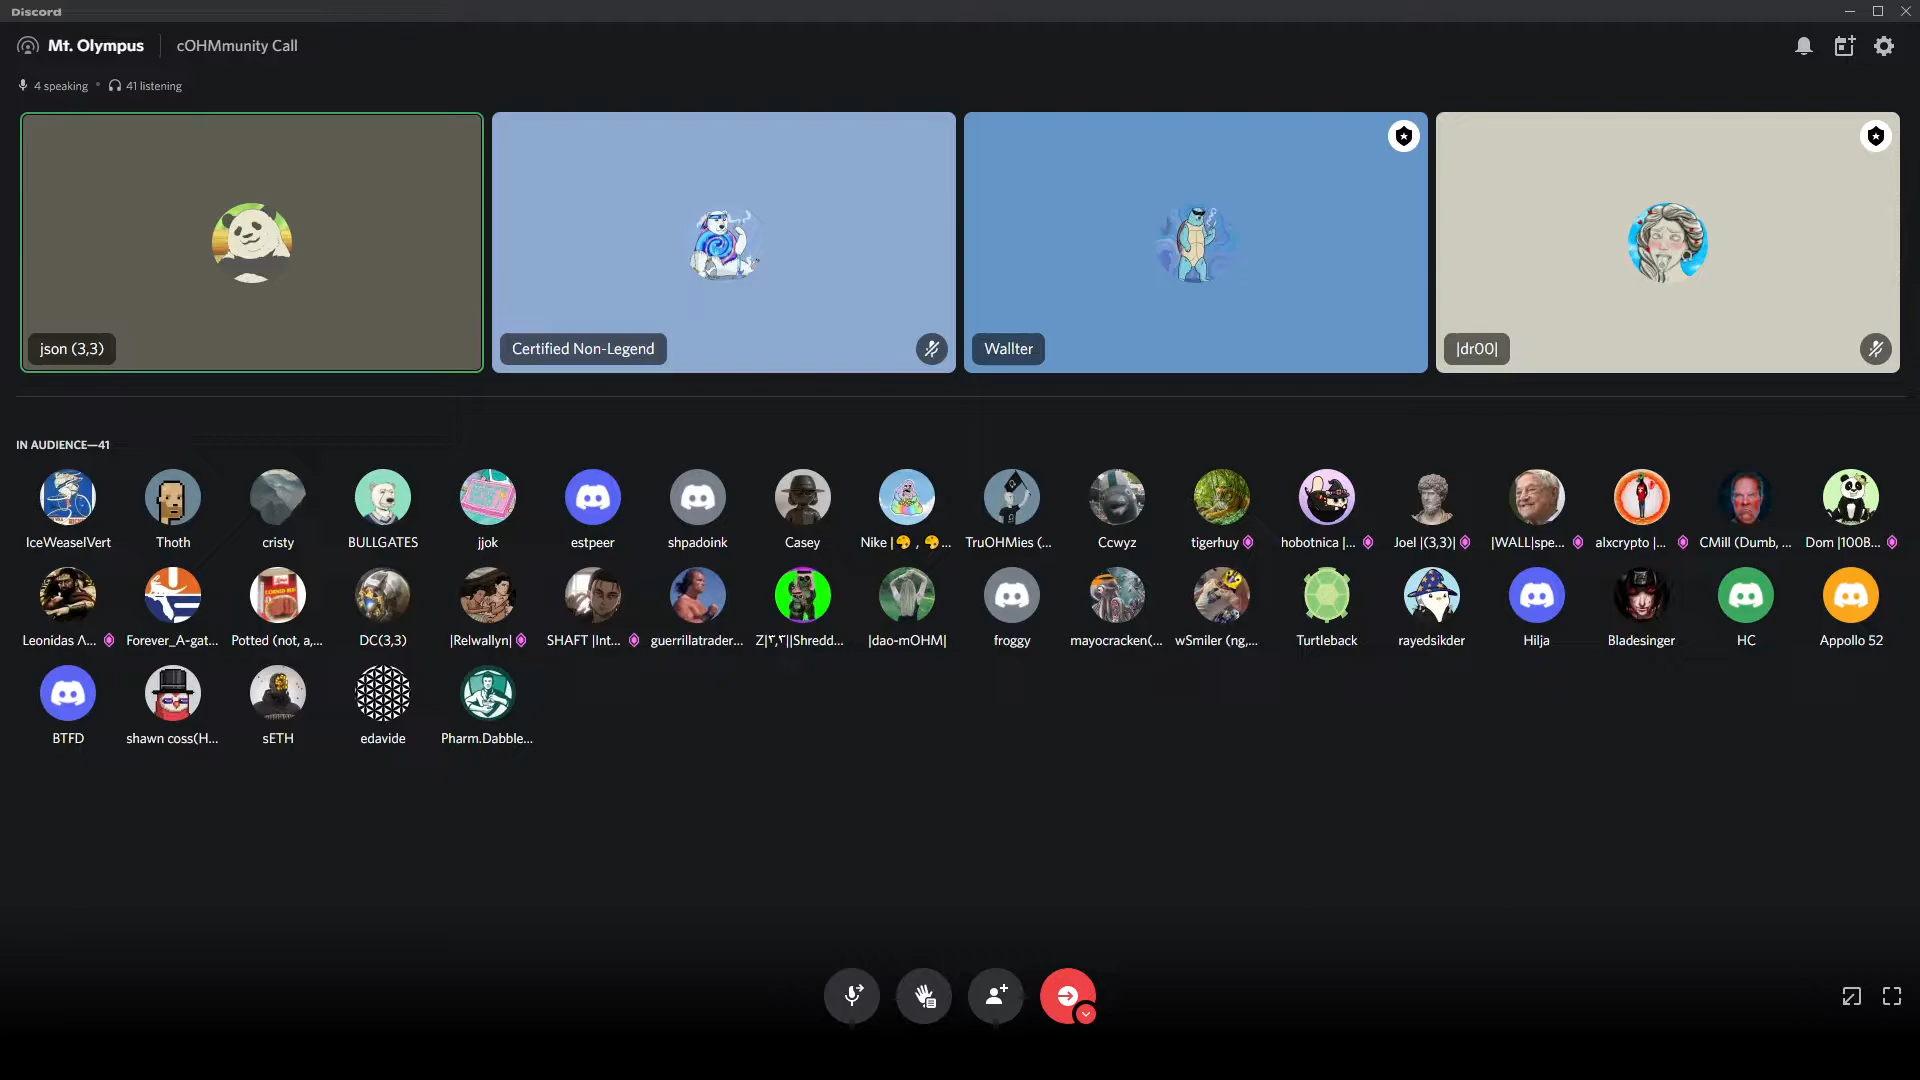 Discord
Mt. Olympus cOHMmunity Call
4 speaking • 41 listening
json (3,3) Certified Non-Legend Wallter |dr00|
IN AUDIENCE—41
IceWeaselVert Thoth cristy BULLGATES jjok estpeer shpadoink Casey Nike |🎨 , 🎨... TruOHMies (... Ccwyz tigerhuy hobotnica |... Joel |(3,3)| |WALL|spe... alxcrypto |... CMill (Dumb, ... Dom |100B...
Leonidas Λ... Forever_A-gat... Potted (not, a,... DC(3,3) |Relwallyn| SHAFT |Int... guerrillatrader... Z|٣,٣||Shredd... |dao-mOHM| froggy mayocracken(... wSmiler (ng,... Turtleback rayedsikder Hilja Bladesinger HC Appollo 52
BTFD shawn coss(H... sETH edavide Pharm.Dabble...